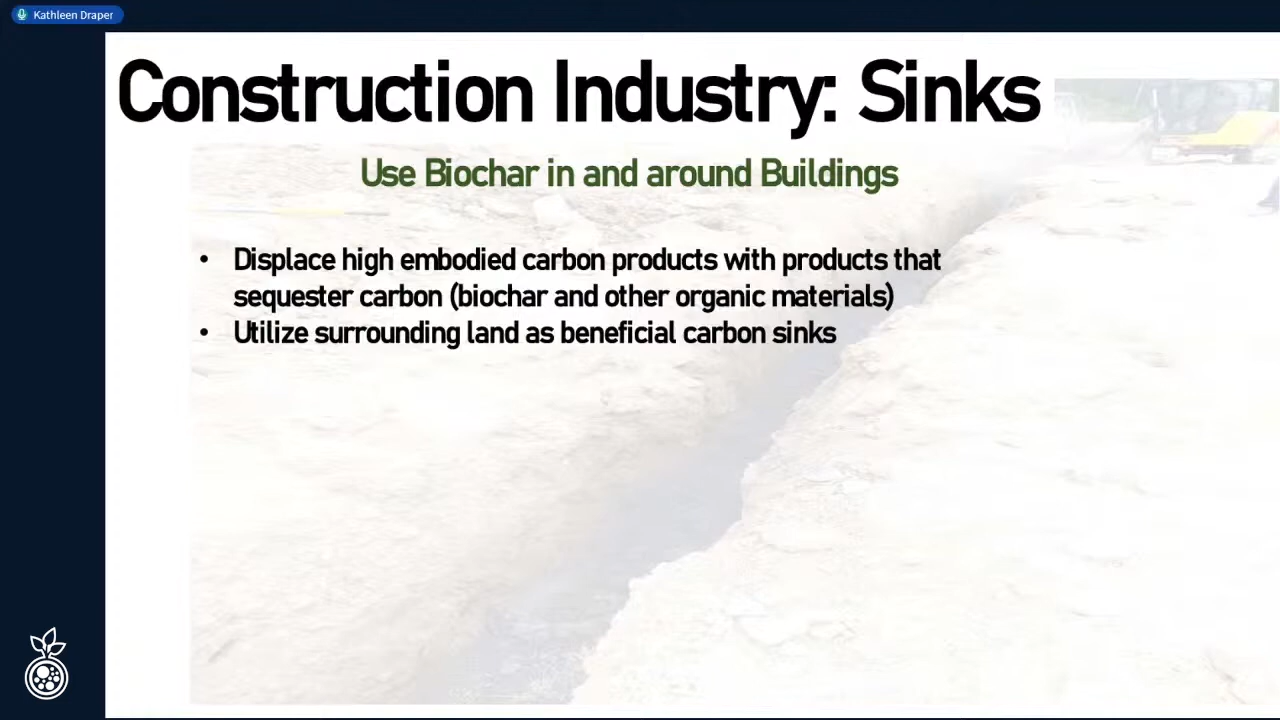 Kathleen Draper
Construction Industry: Sinks
Use Biochar in and around Buildings
• Displace high embodied carbon products with products that
sequester carbon (biochar and other organic materials)
• Utilize surrounding land as beneficial carbon sinks